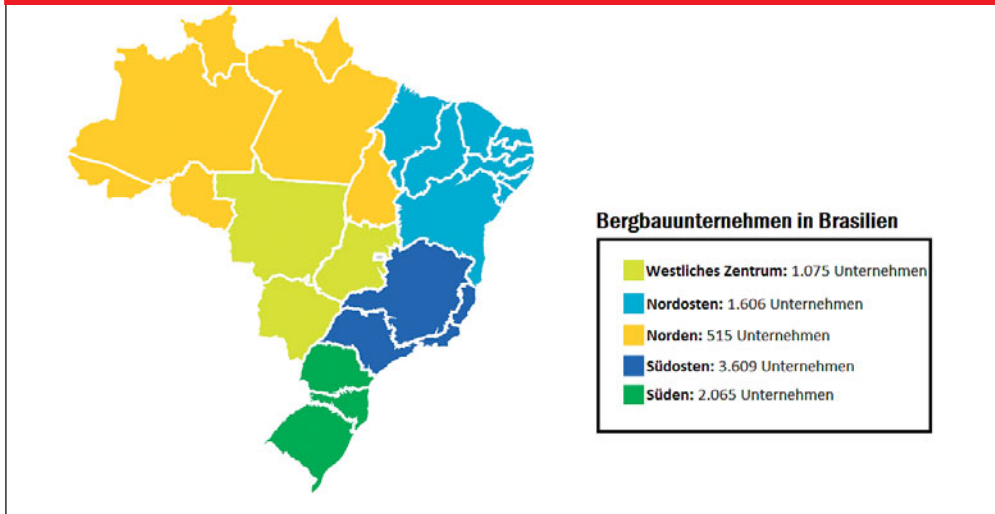 Bergbauunternehmen in Brasilien
Westliches Zentrum: 1.075 Unternehmen
Nordosten: 1.606 Unternehmen
Norden: 515 Unternehmen
Südosten: 3.609 Unternehmen
Süden: 2.065 Unternehmen